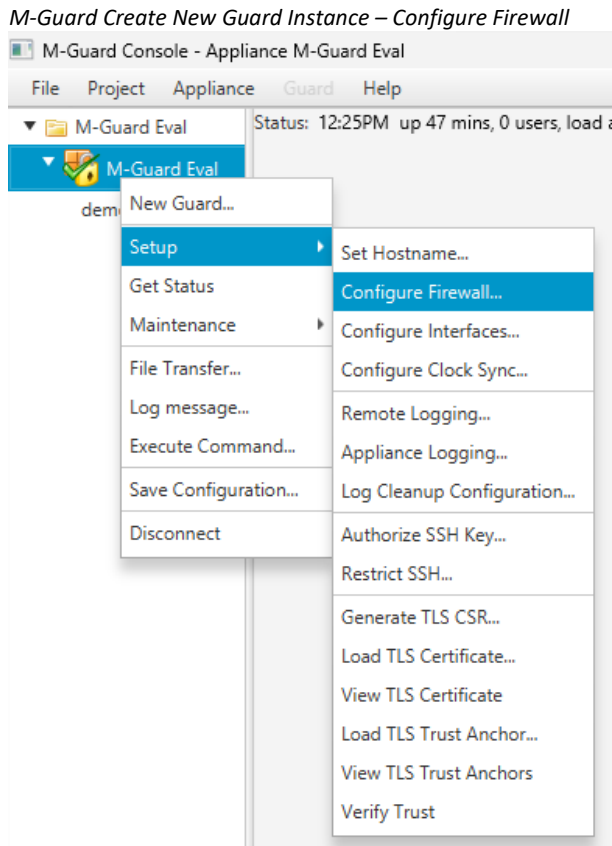 M-Guard Create New Guard Instance – Configure Firewall
M-Guard Console - Appliance M-Guard Eval
File Project Appliance Guard Help
M-Guard Eval
Status: 12:25PM up 47 mins, 0 users, load
M-Guard Eval
New Guard...
Setup
Get Status
Maintenance
File Transfer...
Log message...
Execute Command...
Save Configuration...
Disconnect
Set Hostname...
Configure Firewall...
Configure Interfaces...
Configure Clock Sync...
Remote Logging...
Appliance Logging...
Log Cleanup Configuration...
Authorize SSH Key...
Restrict SSH...
Generate TLS CSR...
Load TLS Certificate...
View TLS Certificate
Load TLS Trust Anchor...
View TLS Trust Anchors
Verify Trust